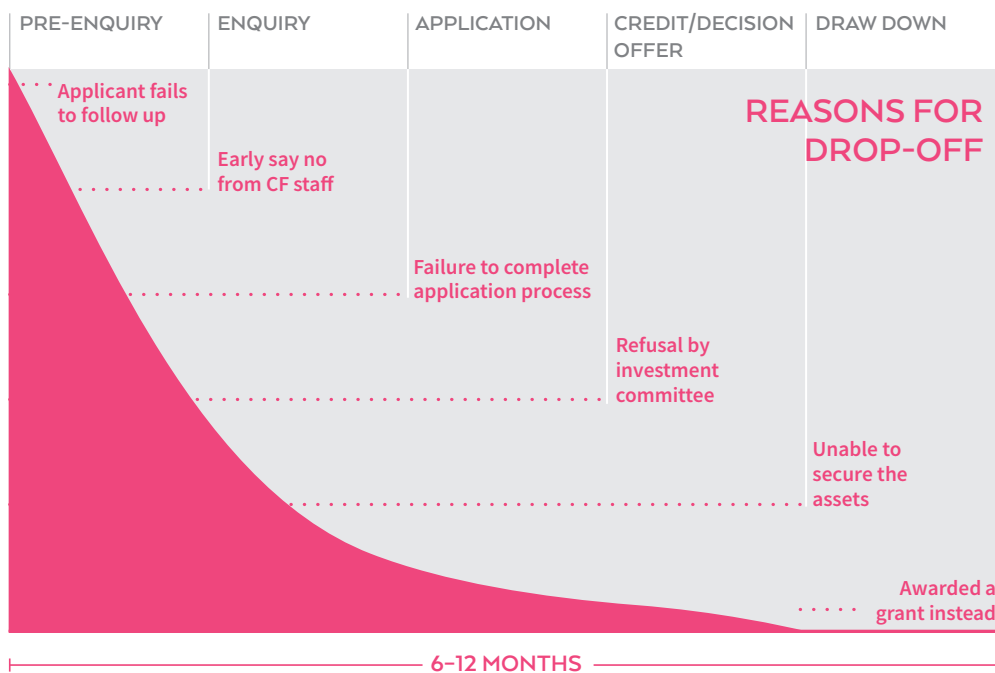 PRE-ENQUIRY
ENQUIRY
APPLICATION
CREDIT/DECISION
OFFER
DRAW DOWN
REASONS FOR
DROP-OFF
Applicant fails
to follow up
Early say no
from CF staff
Failure to complete
application process
Refusal by
investment
committee
Unable to
secure the
assets
Awarded a
grant instead
6-12 MONTHS